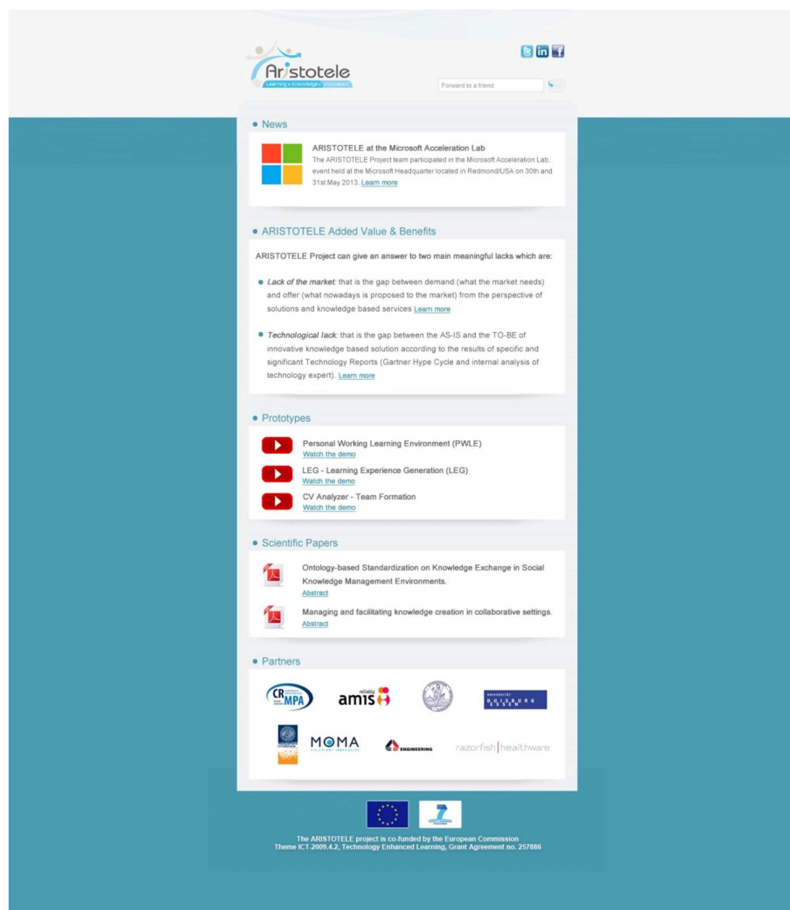 Aristotele
Learning • Knowledge •
Forward to a friend
News
ARISTOTELE at the Microsoft Acceleration Lab
The ARISTOTELE Project team participated in the Microsoft Acceleration Lab,
event held at the Microsoft Headquarter located in Redmond/USA on 30th and
31st May 2013. Learn more
ARISTOTELE Added Value & Benefits
ARISTOTELE Project can give an answer to two main meaningful lacks which are:
Lack of the market: that is the gap between demand (what the market needs)
and offer (what nowadays is proposed to the market) from the perspective of
solutions and knowledge based services Learn more
Technological lack: that is the gap between the AS-IS and the TO-BE of
innovative knowledge based solution according to the results of specific and
significant Technology Reports (Gartner Hype Cycle and internal analysis of
technology expert). Learn more
Prototypes
Personal Working Learning Environment (PWLE)
Watch the demo
LEG - Learning Experience Generation (LEG)
Watch the demo
CV Analyzer - Team Formation
Watch the demo
Scientific Papers
Ontology-based Standardization on Knowledge Exchange in Social
Knowledge Management Environments.
Abstract
Managing and facilitating knowledge creation in collaborative settings.
Abstract
Partners
CR MPA
reliably
amis
UNIVERSITÄT
DUISBURG
ESSEN
MOMA
ENGINEERING
razorfish healthware
The ARISTOTELE project is co-funded by the European Commission
Theme ICT-2009.4.2, Technology Enhanced Learning, Grant Agreement no. 257886